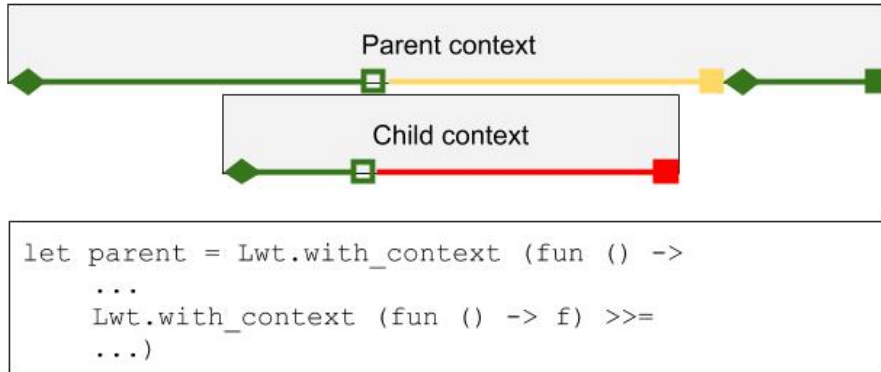 Parent context
Child context
let parent = Lwt.with_context (fun () ->
...
Lwt.with_context (fun () -> f) >>=
...)